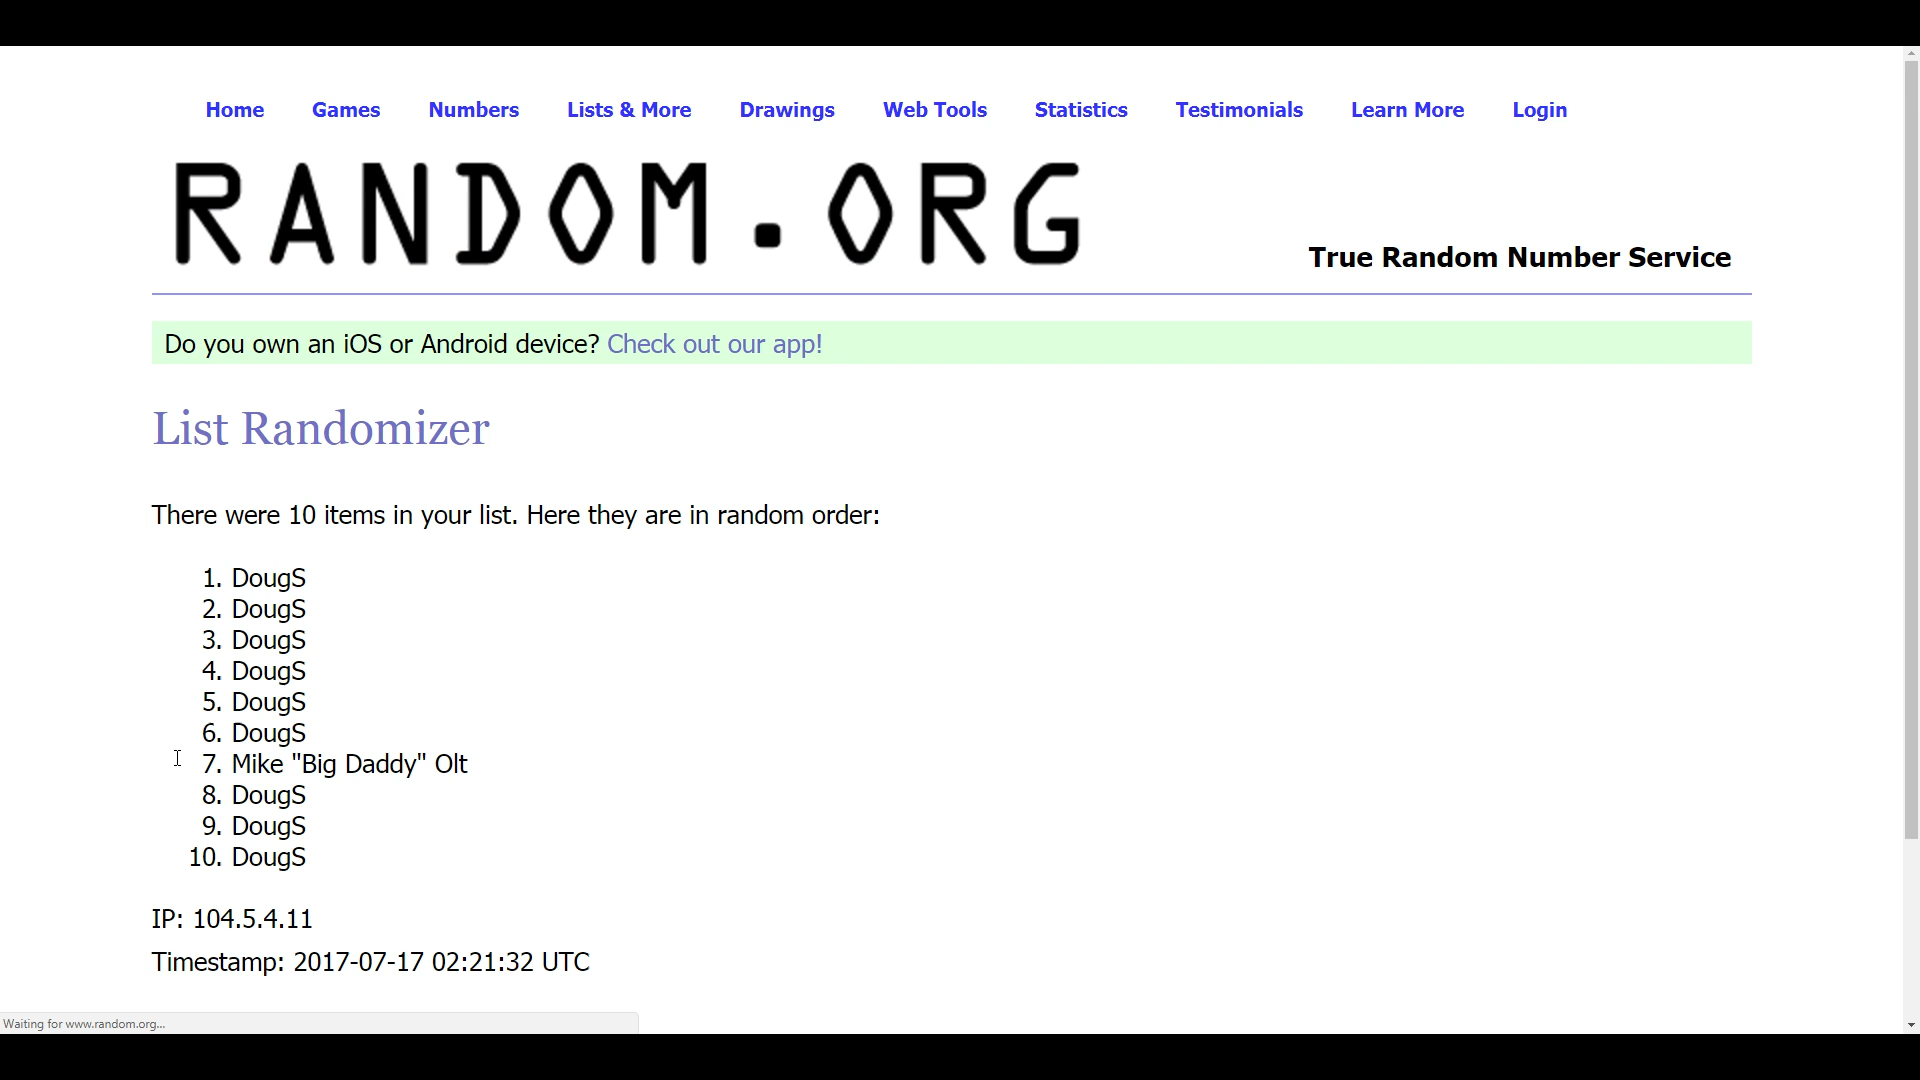 Home Games Numbers Lists & More Drawings Web Tools Statistics Testimonials Learn More Login
RANDOM.ORG
True Random Number Service
Do you own an iOS or Android device? Check out our app!
List Randomizer
There were 10 items in your list. Here they are in random order:
1. DougS
2. DougS
3. DougS
4. DougS
5. DougS
6. DougS
7. Mike "Big Daddy" Olt
8. DougS
9. DougS
10. DougS
IP: 104.5.4.11
Timestamp: 2017-07-17 02:21:32 UTC
Waiting for www.random.org...